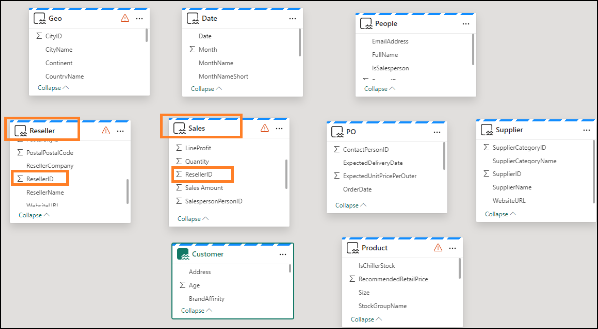 Geo
CityID
CityName
Continent
CountryName
Collapse
Date
Date
Month
MonthName
MonthNameShort
Collapse
People
EmailAddress
FullName
IsSalesperson
Collapse
Reseller
PostalPostalCode
ResellerCompany
ResellerID
ResellerName
WebsiteURL
Collapse
Sales
LineProfit
Quantity
ResellerID
Sales Amount
SalespersonPersonID
Collapse
PO
ContactPersonID
ExpectedDeliveryDate
ExpectedUnitPricePerOuter
OrderDate
Collapse
Supplier
SupplierCategoryID
SupplierCategoryName
SupplierID
SupplierName
WebsiteURL
Collapse
Customer
Address
Age
BrandAffinity
Collapse
Product
IsChillerStock
RecommendedRetailPrice
Size
StockGroupName
Collapse